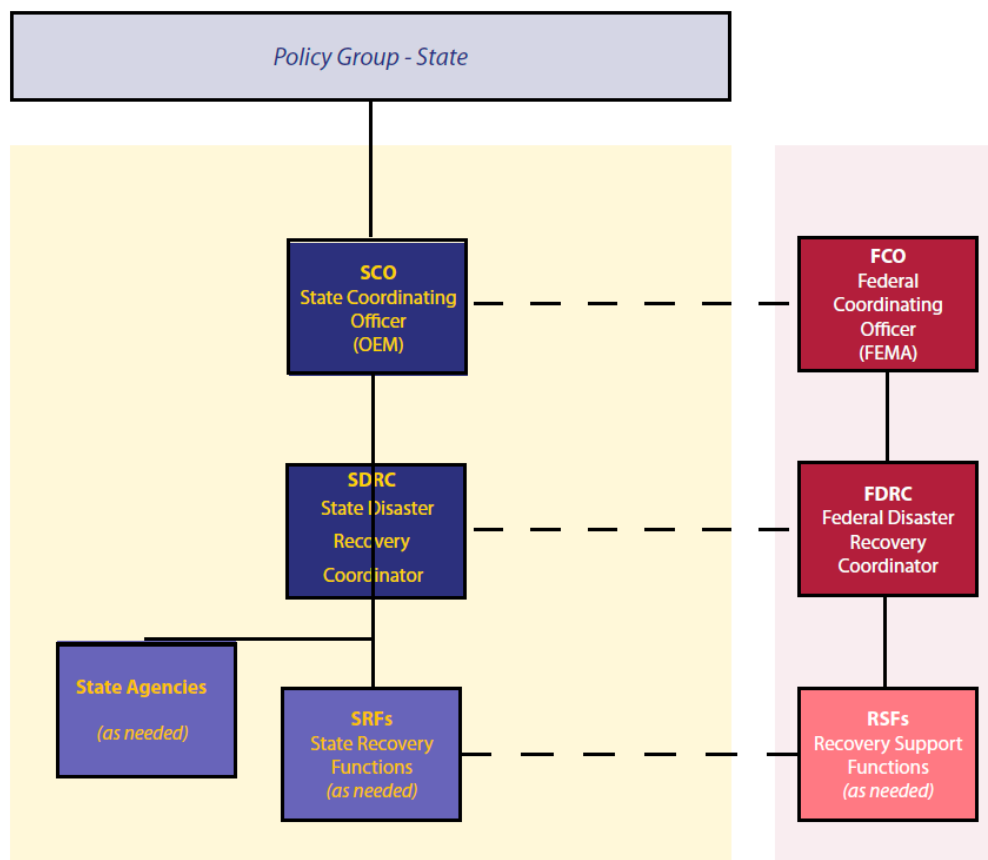 Policy Group - State
SCO
State Coordinating
Officer
(OEM)
FCO
Federal
Coordinating
Officer
(FEMA)
SDRC
State Disaster
Recovery
Coordinator
FDRC
Federal Disaster
Recovery
Coordinator
State Agencies
(as needed)
SRFs
State Recovery
Functions
(as needed)
RSFs
Recovery Support
Functions
(as needed)